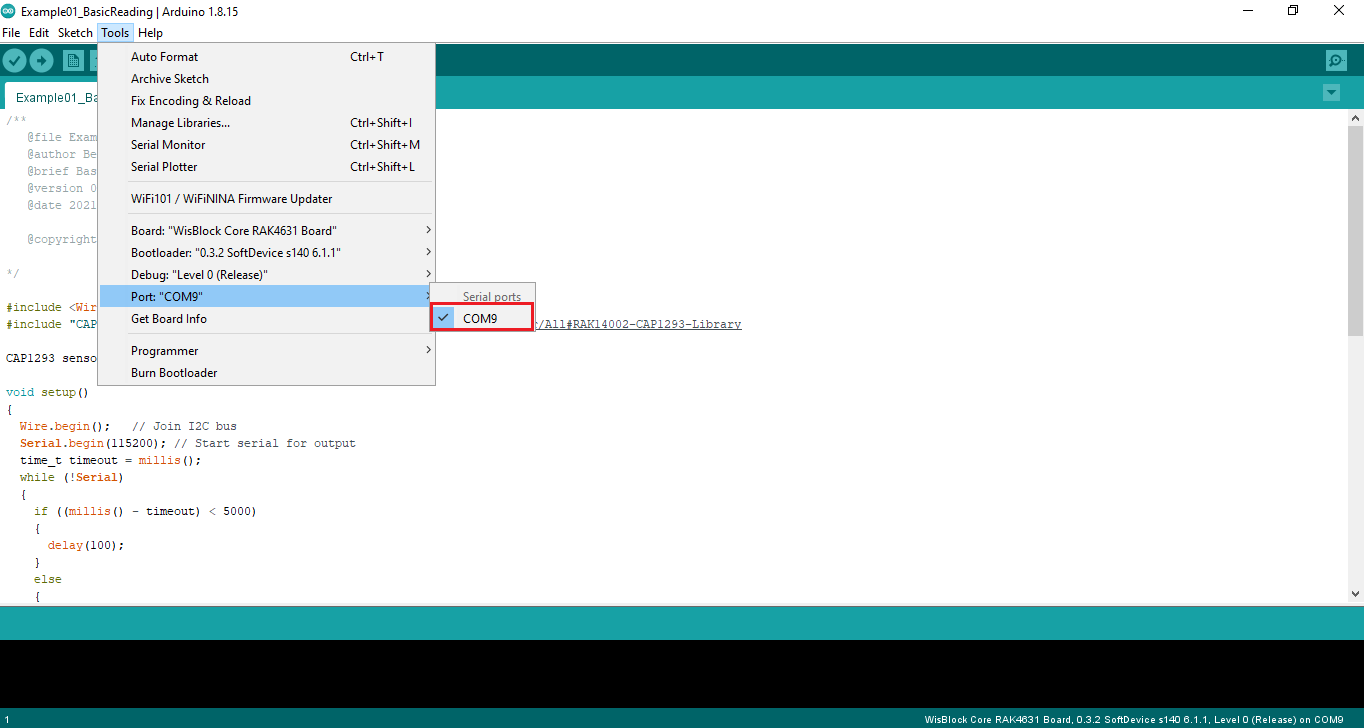 Example01_BasicReading | Arduino 1.8.15
File Edit Sketch Tools Help
Auto Format Ctrl+T
Archive Sketch
Fix Encoding & Reload
Manage Libraries... Ctrl+Shift+I
Serial Monitor Ctrl+Shift+M
Serial Plotter Ctrl+Shift+L
WiFi101 / WiFiNINA Firmware Updater
Board: "WisBlock Core RAK4631 Board"
Bootloader: "0.3.2 SoftDevice s140 6.1.1"
Debug: "Level 0 (Release)"
Port: "COM9"
Get Board Info
Programmer
Burn Bootloader
Serial ports
COM9
Example01_Ba
/**
@file Exam
@author Be
@brief Bas
@version 0
@date 2021
@copyright
*/
#include <Wir
#include "CAP :/All#RAK14002-CAP1293-Library
CAP1293 senso
void setup()
{
Wire.begin(); // Join I2C bus
Serial.begin(115200); // Start serial for output
time_t timeout = millis();
while (!Serial)
{
if ((millis() - timeout) < 5000)
{
delay(100);
}
else
{
1
WisBlock Core RAK4631 Board, 0.3.2 SoftDevice s140 6.1.1, Level 0 (Release) on COM9